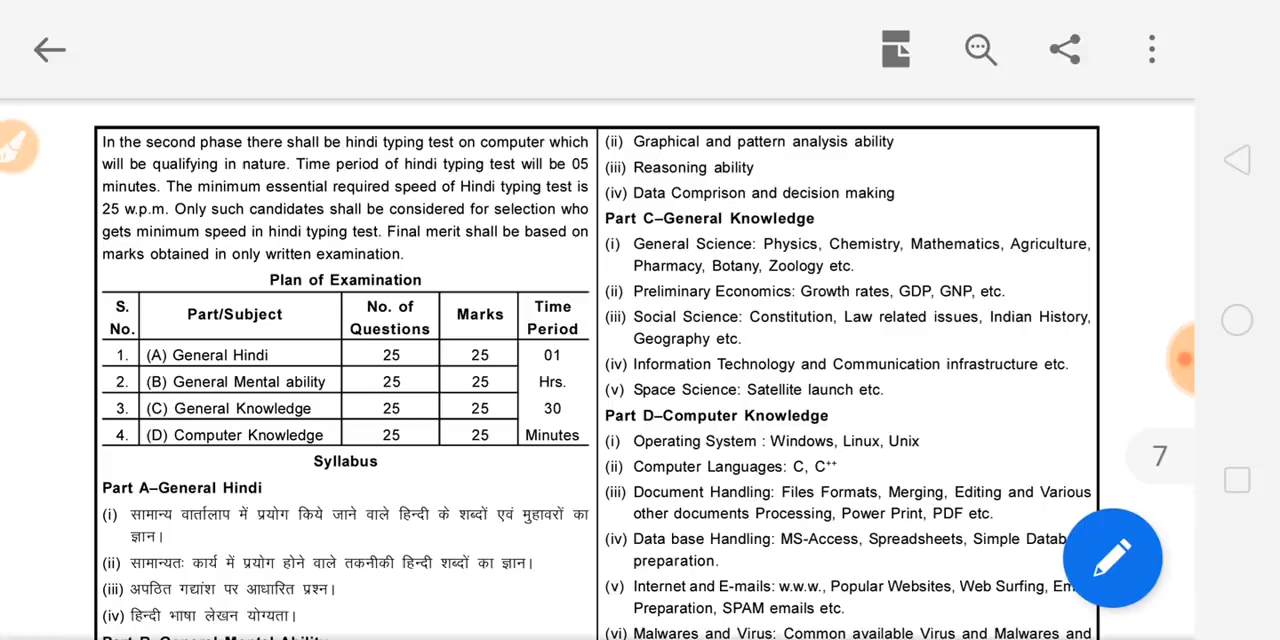 In the second phase there shall be hindi typing test on computer which
will be qualifying in nature. Time period of hindi typing test will be 05
minutes. The minimum essential required speed of Hindi typing test is
25 w.p.m. Only such candidates shall be considered for selection who
gets minimum speed in hindi typing test. Final merit shall be based on
marks obtained in only written examination.
Plan of Examination
S. No. Part/Subject No. of Questions Marks Time Period
1. (A) General Hindi 25 25 01
2. (B) General Mental ability 25 25 Hrs.
3. (C) General Knowledge 25 25 30
4. (D) Computer Knowledge 25 25 Minutes
Syllabus
Part A–General Hindi
(i) सामान्य वार्तालाप में प्रयोग किये जाने वाले हिन्दी के शब्दों एवं मुहावरों का
ज्ञान।
(ii) सामान्यतः कार्य में प्रयोग होने वाले तकनीकी हिन्दी शब्दों का ज्ञान।
(iii) अपठित गद्यांश पर आधारित प्रश्न।
(iv) हिन्दी भाषा लेखन योग्यता।
Part B–General Mental Ability
(ii) Graphical and pattern analysis ability
(iii) Reasoning ability
(iv) Data Comprison and decision making
Part C–General Knowledge
(i) General Science: Physics, Chemistry, Mathematics, Agriculture,
Pharmacy, Botany, Zoology etc.
(ii) Preliminary Economics: Growth rates, GDP, GNP, etc.
(iii) Social Science: Constitution, Law related issues, Indian History,
Geography etc.
(iv) Information Technology and Communication infrastructure etc.
(v) Space Science: Satellite launch etc.
Part D–Computer Knowledge
(i) Operating System : Windows, Linux, Unix
(ii) Computer Languages: C, C++
(iii) Document Handling: Files Formats, Merging, Editing and Various
other documents Processing, Power Print, PDF etc.
(iv) Data base Handling: MS-Access, Spreadsheets, Simple Datab
preparation.
(v) Internet and E-mails: w.w.w., Popular Websites, Web Surfing, Em
Preparation, SPAM emails etc.
(vi) Malwares and Virus: Common available Virus and Malwares and
7